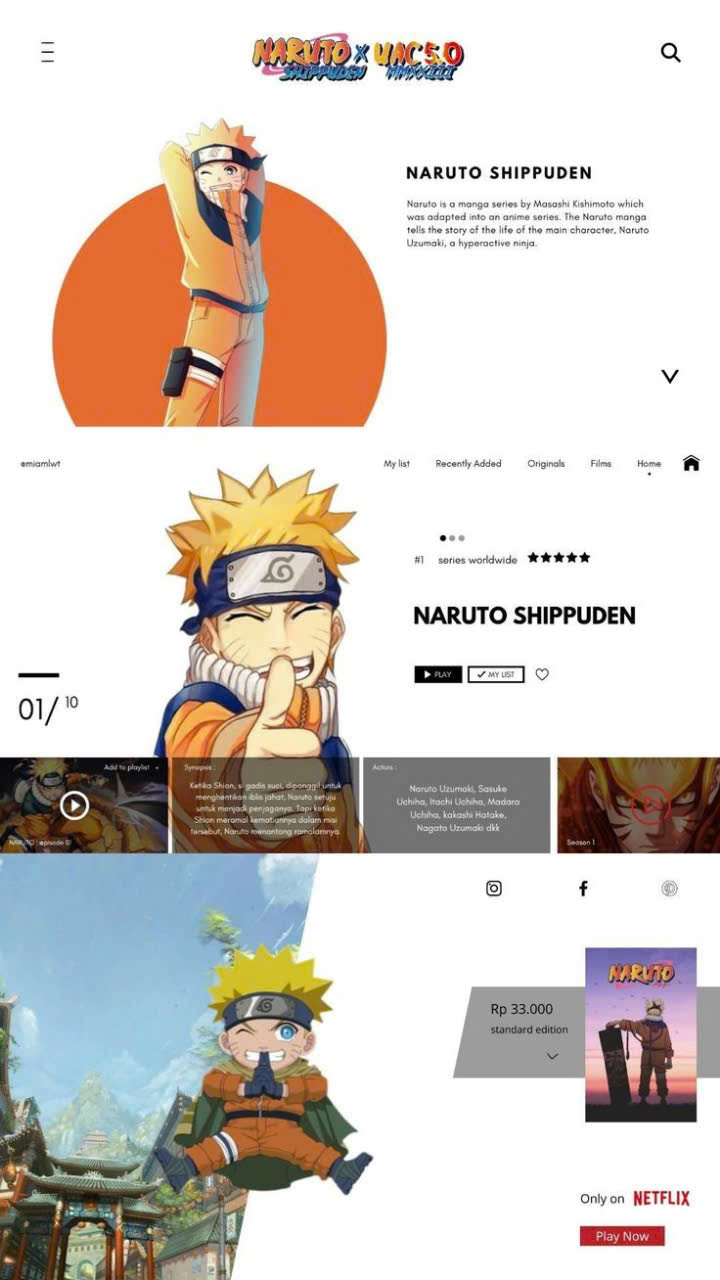 NARUTO X UAC 5.0
SHIPPUDEN MMXXIII
NARUTO SHIPPUDEN
Naruto is a manga series by Masashi Kishimoto which
was adapted into an anime series. The Naruto manga
tells the story of the life of the main character, Naruto
Uzumaki, a hyperactive ninja.
@miamlwt
My list Recently Added Originals Films Home
#1 series worldwide
NARUTO SHIPPUDEN
PLAY MY LIST
01/ 10
Add to playlist +
NARUTO : episode 01
Synopsis :
Ketika Shion, si gadis suci, dipanggil untuk
menghentikan iblis jahat, Naruto setuju
untuk menjadi penjaganya. Tapi ketika
Shion meramal kematiannya dalam misi
tersebut, Naruto menantang ramalannya.
Actors :
Naruto Uzumaki, Sasuke
Uchiha, Itachi Uchiha, Madara
Uchiha, kakashi Hatake,
Nagato Uzumaki dkk
Season 1
Rp 33.000
standard edition
NARUTO
Only on NETFLIX
Play Now